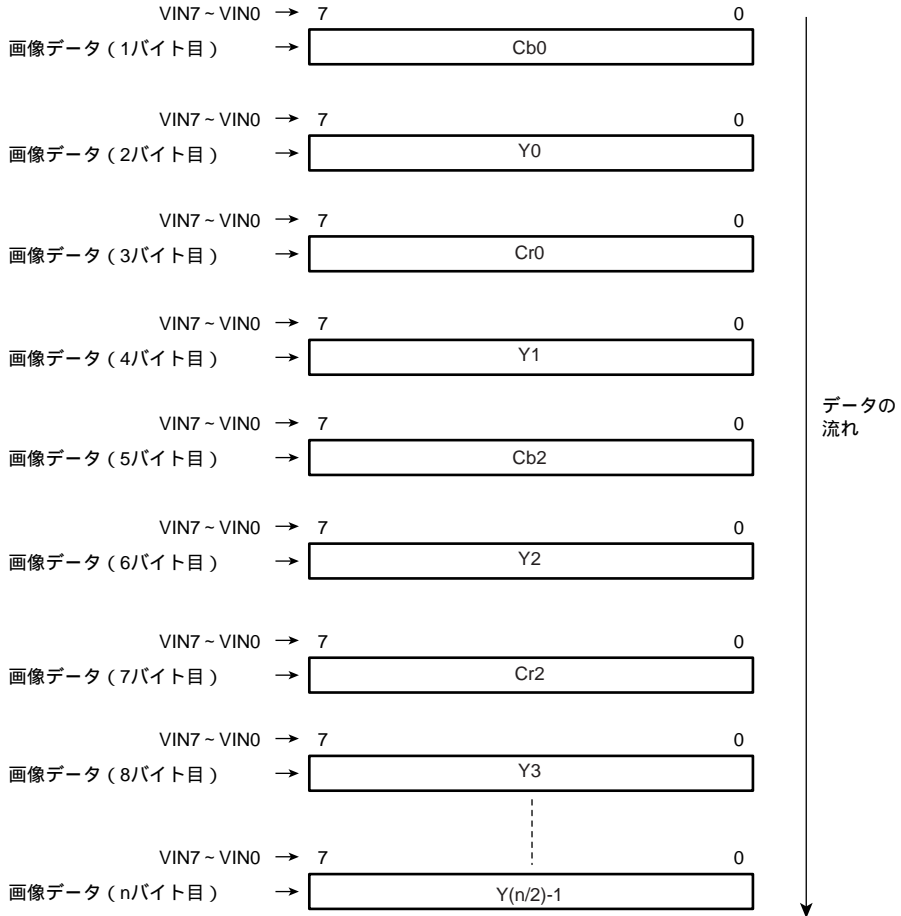 VIN7 ~ VIN0 → 7 0
画像データ ( 1バイト目 ) → Cb0
VIN7 ~ VIN0 → 7 0
画像データ ( 2バイト目 ) → Y0
VIN7 ~ VIN0 → 7 0
画像データ ( 3バイト目 ) → Cr0
VIN7 ~ VIN0 → 7 0
画像データ ( 4バイト目 ) → Y1
VIN7 ~ VIN0 → 7 0
画像データ ( 5バイト目 ) → Cb2
VIN7 ~ VIN0 → 7 0
画像データ ( 6バイト目 ) → Y2
VIN7 ~ VIN0 → 7 0
画像データ ( 7バイト目 ) → Cr2
VIN7 ~ VIN0 → 7 0
画像データ ( 8バイト目 ) → Y3
VIN7 ~ VIN0 → 7 0
画像データ ( nバイト目 ) → Y(n/2)-1
データの
流れ